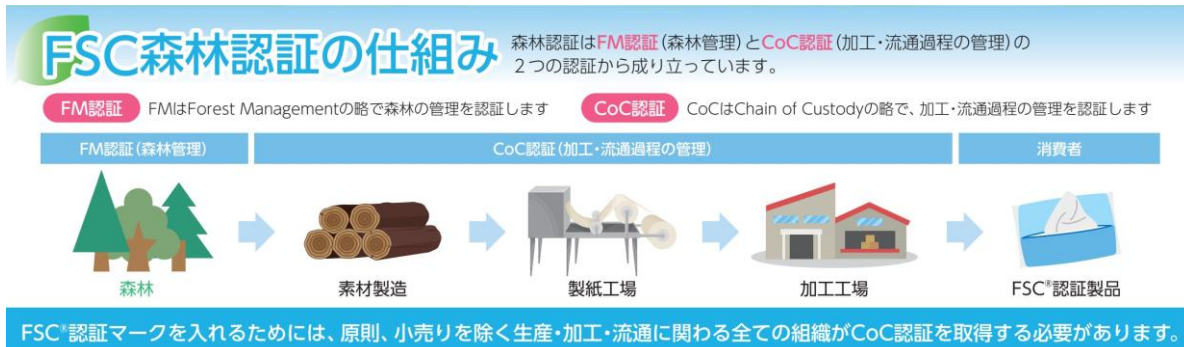 FSC森林認証の仕組み
森林認証はFM認証(森林管理)とCoC認証(加工・流通過程の管理)の
2つの認証から成り立っています。
FM認証 FMはForest Managementの略で森林の管理を認証します
CoC認証 CoCはChain of Custodyの略で、加工・流通過程の管理を認証します
FM認証(森林管理)
CoC認証(加工・流通過程の管理)
消費者
森林
素材製造
製紙工場
加工工場
FSC®認証製品
FSC®認証マークを入れるためには、原則、小売りを除く生産・加工・流通に関わる全ての組織がCoC認証を取得する必要があります。